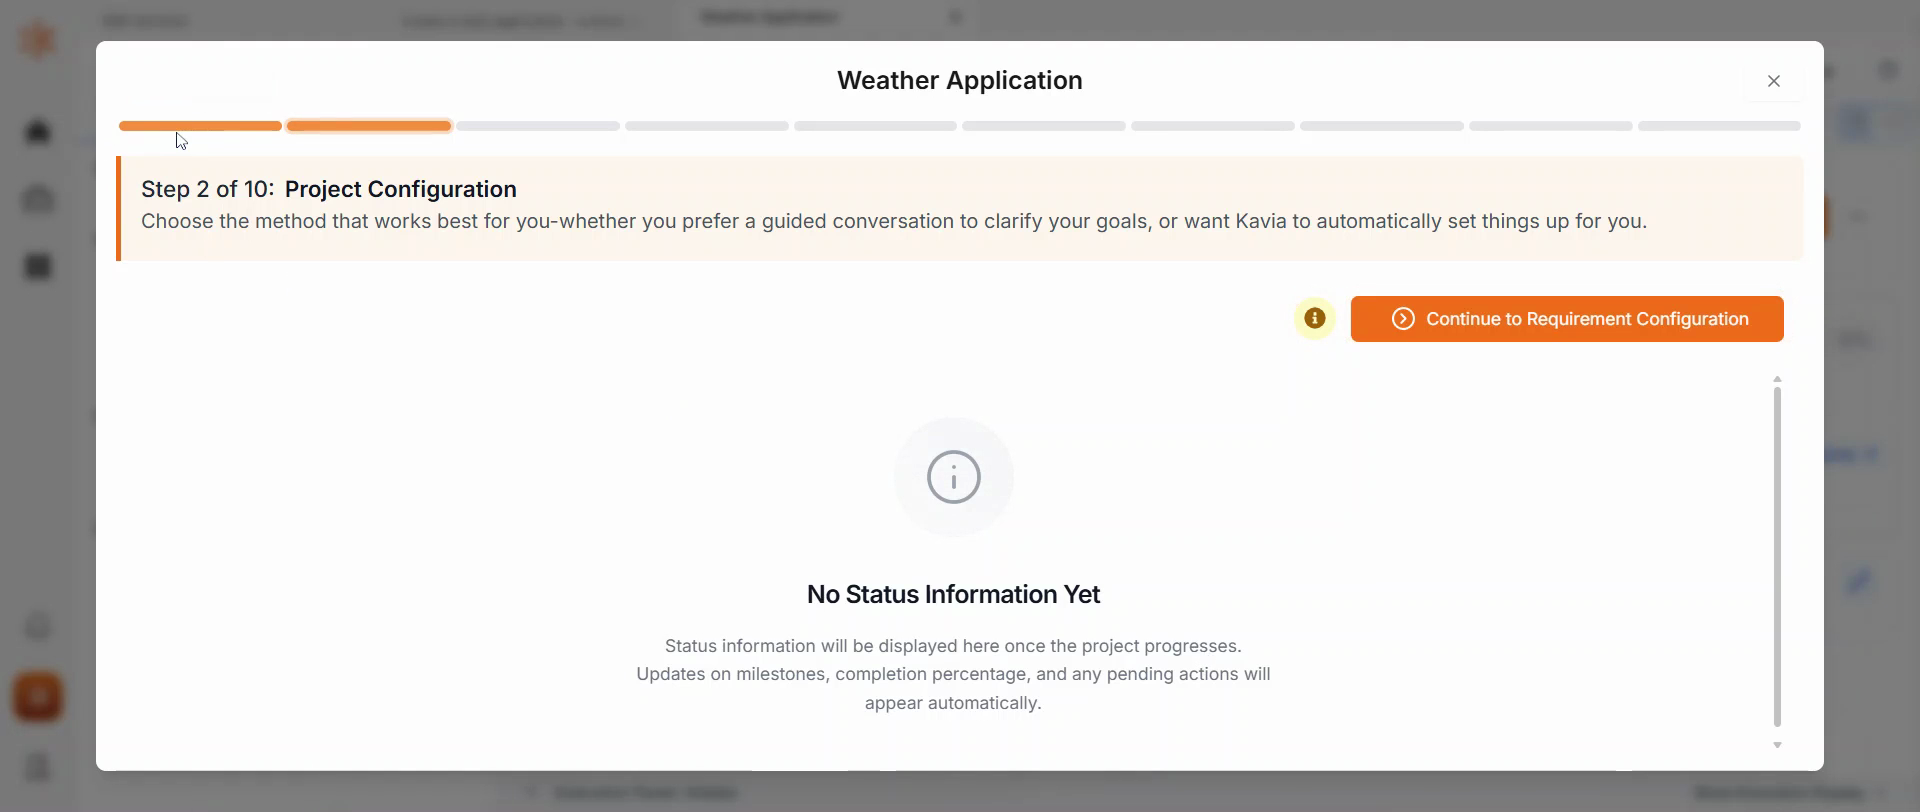 Weather Application
Weather Application
Step 2 of 10: Project Configuration
Choose the method that works best for you-whether you prefer a guided conversation to clarify your goals, or want Kavia to automatically set things up for you.
Continue to Requirement Configuration
No Status Information Yet
Status information will be displayed here once the project progresses.
Updates on milestones, completion percentage, and any pending actions will
appear automatically.